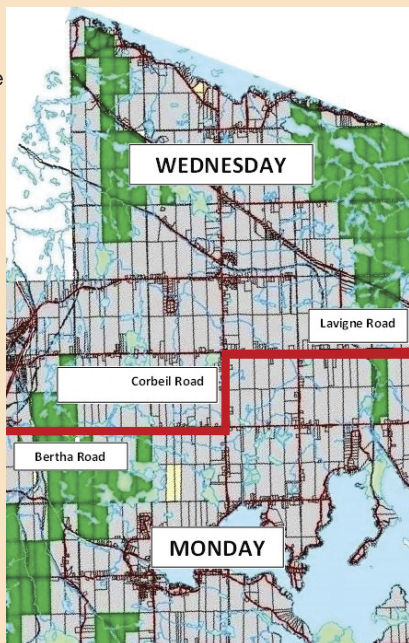 e
WEDNESDAY
Lavigne Road
Corbeil Road
Bertha Road
MONDAY